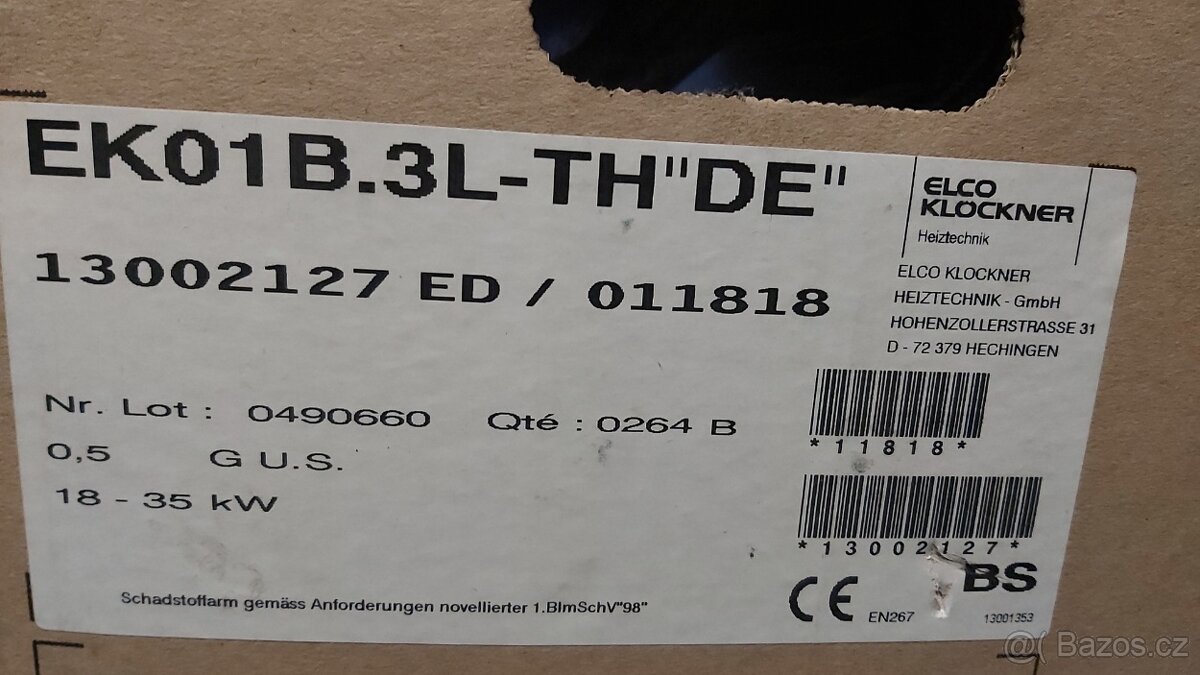 EK01B.3L-TH"DE"
13002127 ED / 011818
ELCO
KLÖCKNER
Heiztechnik
ELCO KLOCKNER
HEIZTECHNIK - GmbH
HOHENZOLLERSTRASSE 31
D - 72 379 HECHINGEN
Nr. Lot : 0490660 Qté : 0264 B
0,5 G U.S.
18 - 35 kW
*11818*
*13002127*
BS
CE EN267
13001353
Schadstoffarm gemäss Anforderungen novellierter 1.BImSchV"98"
Bazos.cz